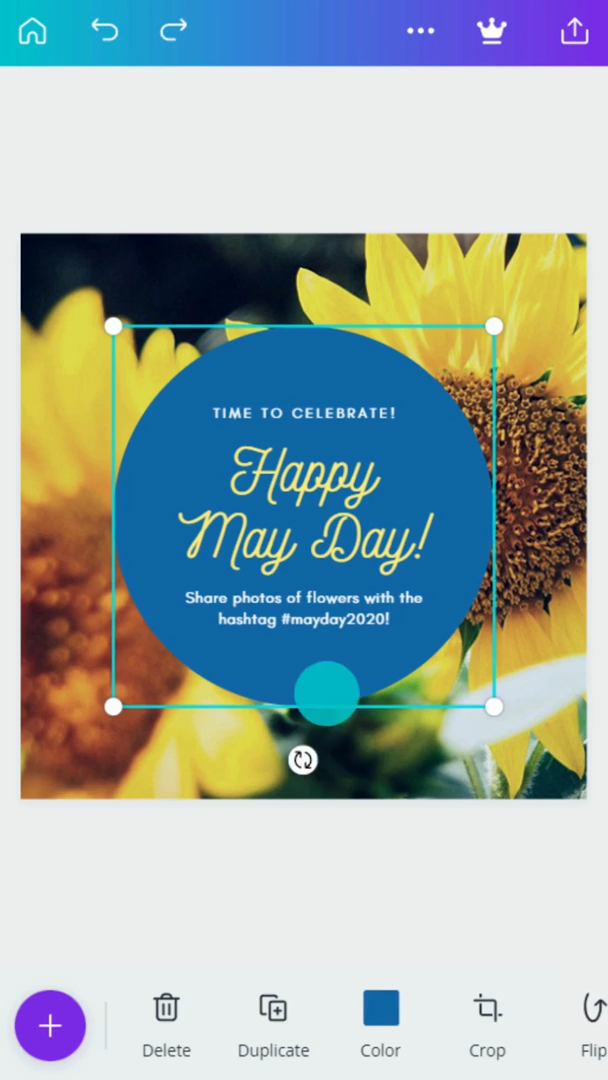 TIME TO CELEBRATE!
Happy
May Day!
Share photos of flowers with the
hashtag #mayday2020!
Delete
Duplicate
Color
Crop
Flip